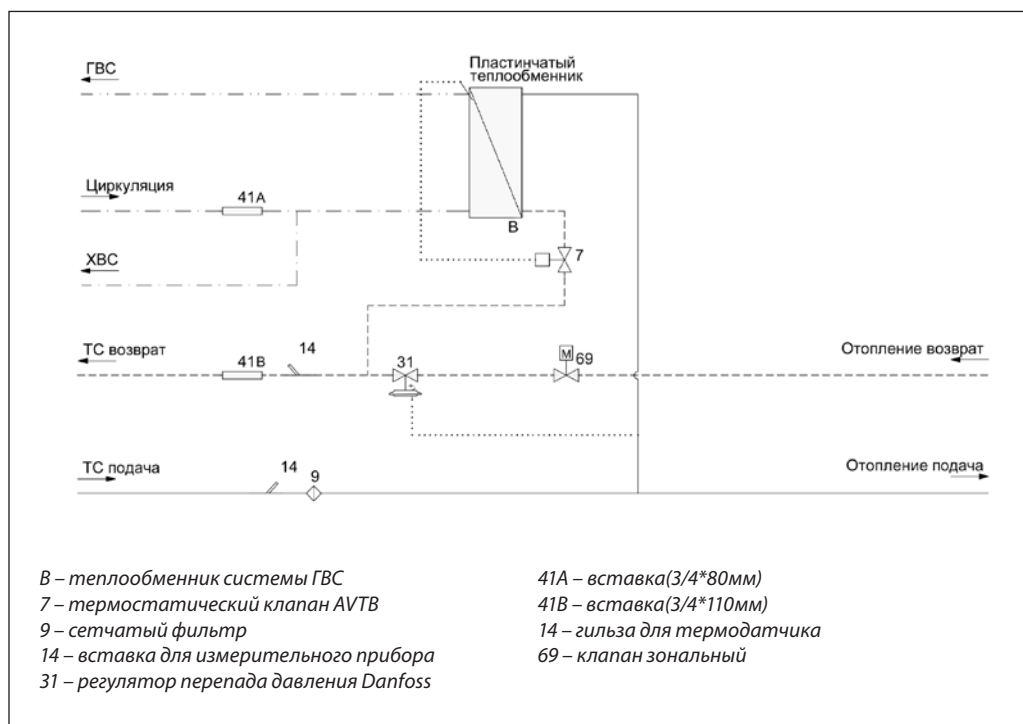 ГВС
Пластинчатый
теплообменник
Циркуляция
41А
В
7
ХВС
ТС возврат
41В
14
31
М
69
Отопление возврат
+
ТС подача
14
9
Отопление подача
В – теплообменник системы ГВС
7 – термостатический клапан AVTB
9 – сетчатый фильтр
14 – вставка для измерительного прибора
31 – регулятор перепада давления Danfoss
41А – вставка(3/4*80мм)
41В – вставка(3/4*110мм)
14 – гильза для термодатчика
69 – клапан зональный